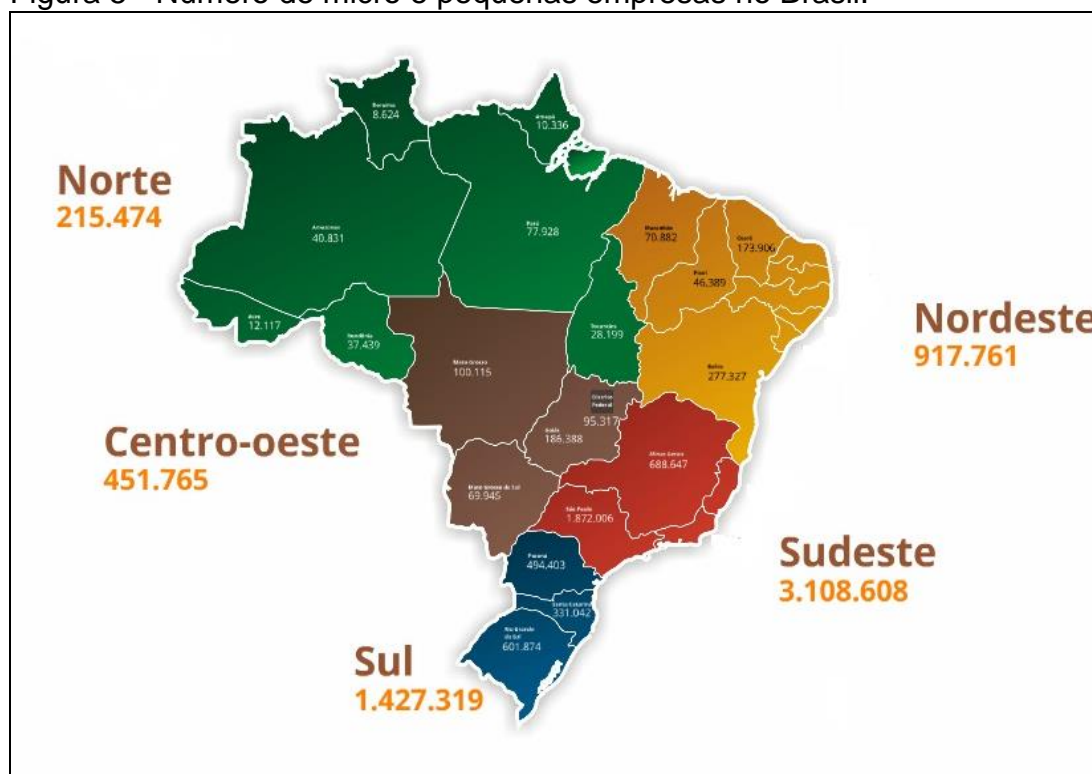 Figura 3 - Número de micro e pequenas empresas no Brasil.
Roraima
8.624
Amapá
10.336
Norte
215.474
Amazonas
40.831
Pará
77.928
Maranhão
70.882
Ceará
173.906
Piauí
46.389
Acre
12.117
Rondônia
37.439
Tocantins
28.199
Nordeste
917.761
Mato Grosso
100.115
Bahia
277.327
Distrito
Federal
95.317
Goiás
186.388
Centro-oeste
451.765
Minas Gerais
688.647
Mato Grosso do Sul
69.945
São Paulo
1.872.006
Sudeste
3.108.608
Paraná
494.403
Santa Catarina
331.042
Rio Grande
do Sul
601.874
Sul
1.427.319